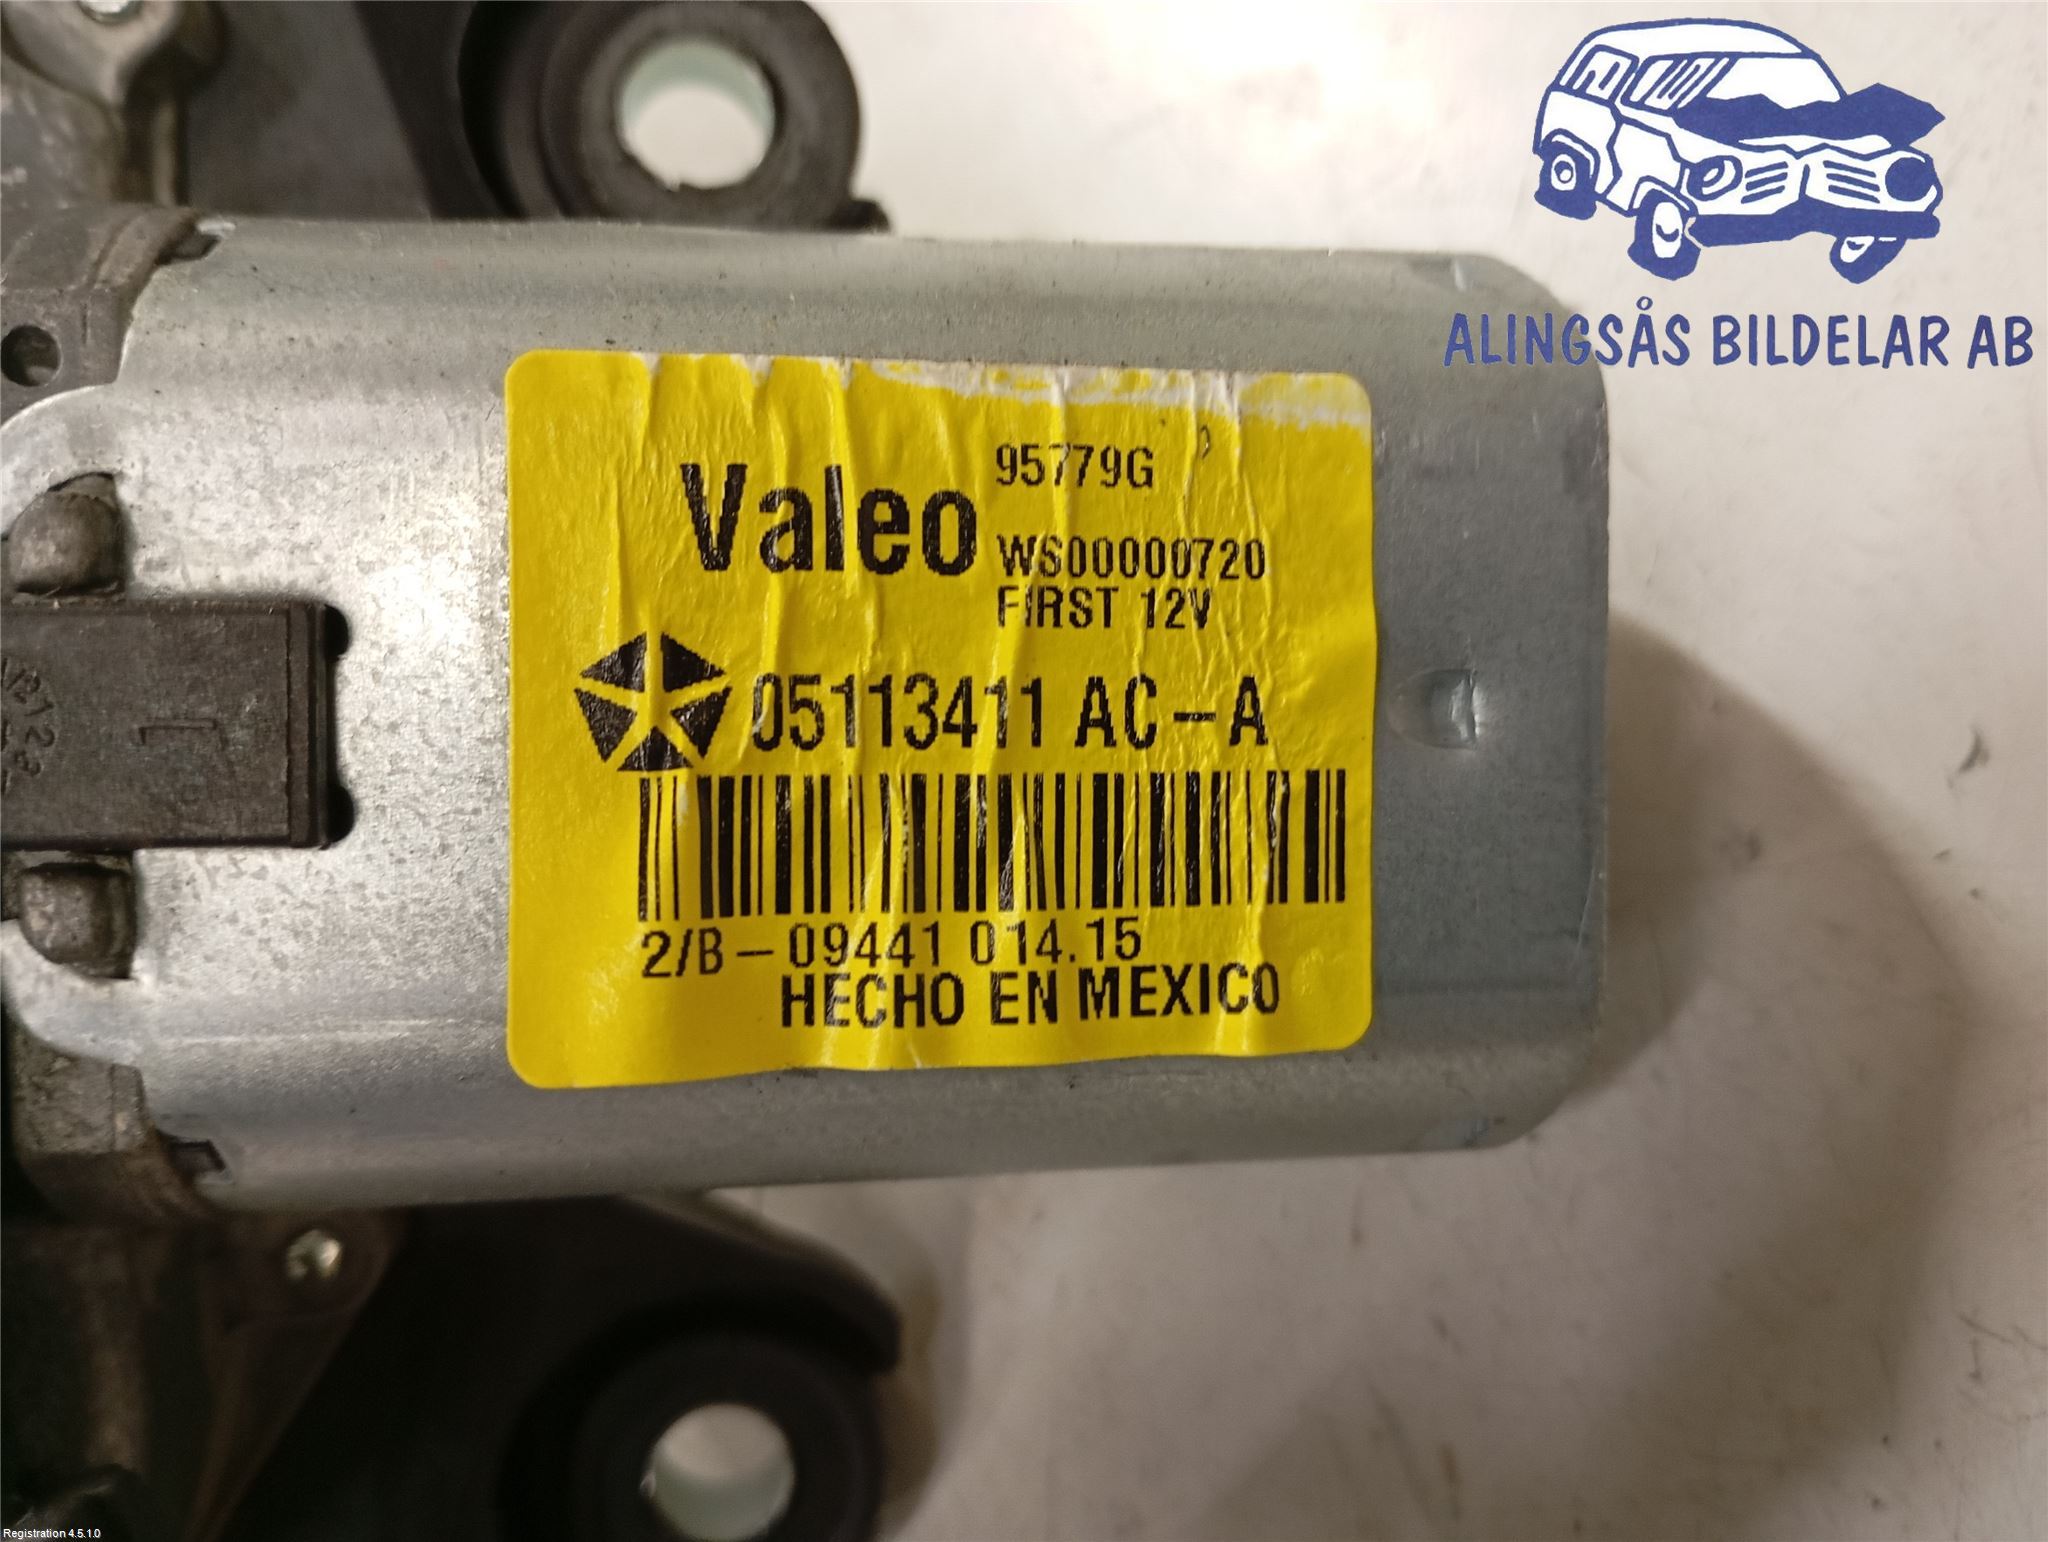 ALINGSÅS BILDELAR AB
95779G
Valeo
WS00000720
FIRST 12V
05113411 AC-A
2/B-09441 014.15
HECHO EN MEXICO
1
Registration 4.5.1.0